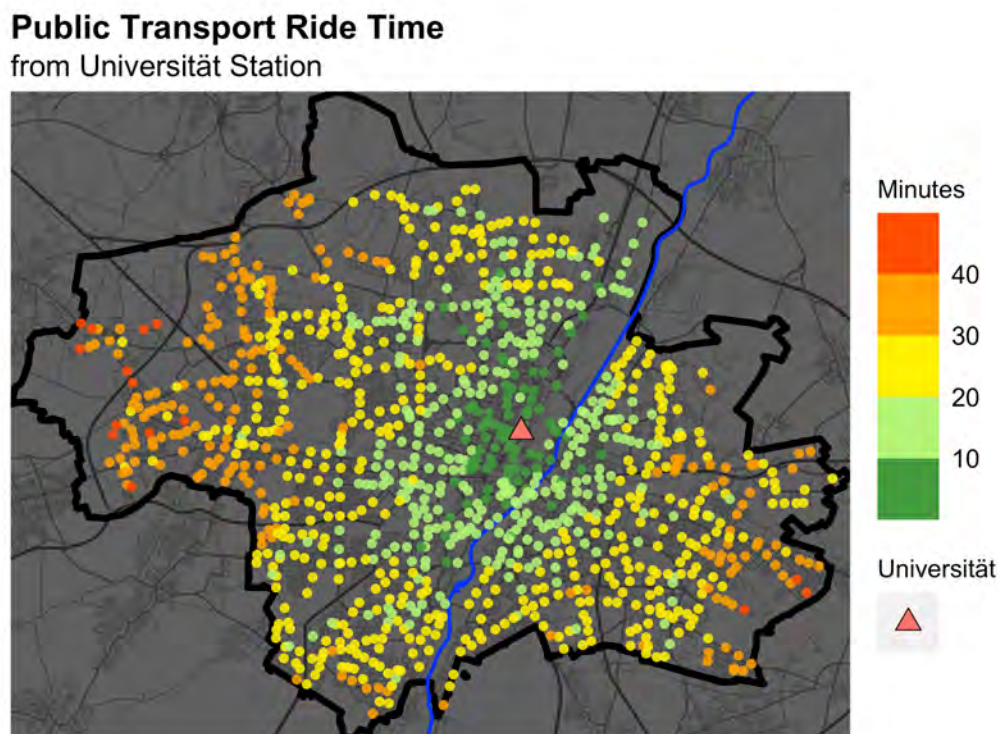 Public Transport Ride Time
from Universität Station
Minutes
40
30
20
10
Universität